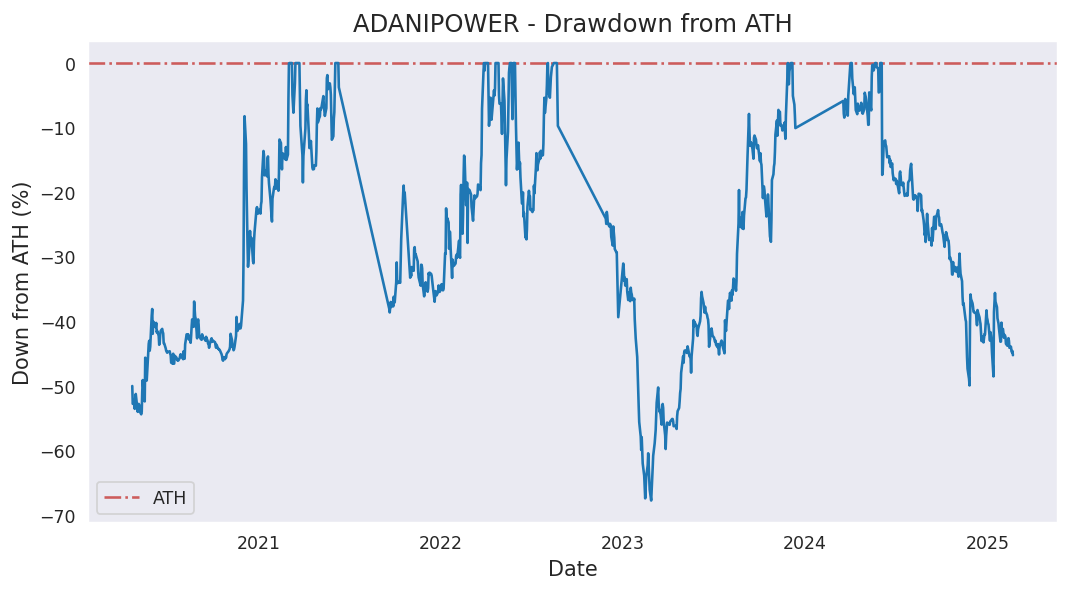 ADANIPOWER - Drawdown from ATH
Down from ATH (%)
0
−10
−20
−30
−40
−50
−60
−70
ATH
2021 2022 2023 2024 2025
Date